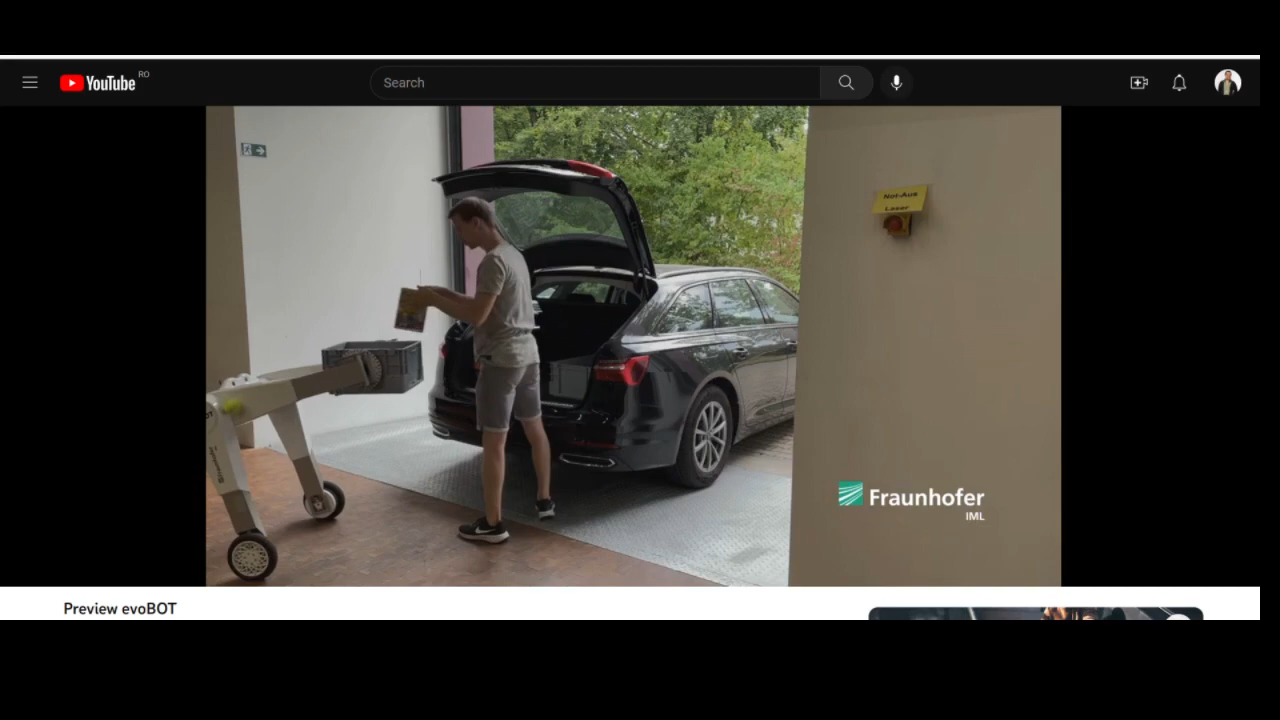 YouTube RO
Search
Not-Aus
Laser
Fraunhofer
IML
Preview evoBOT